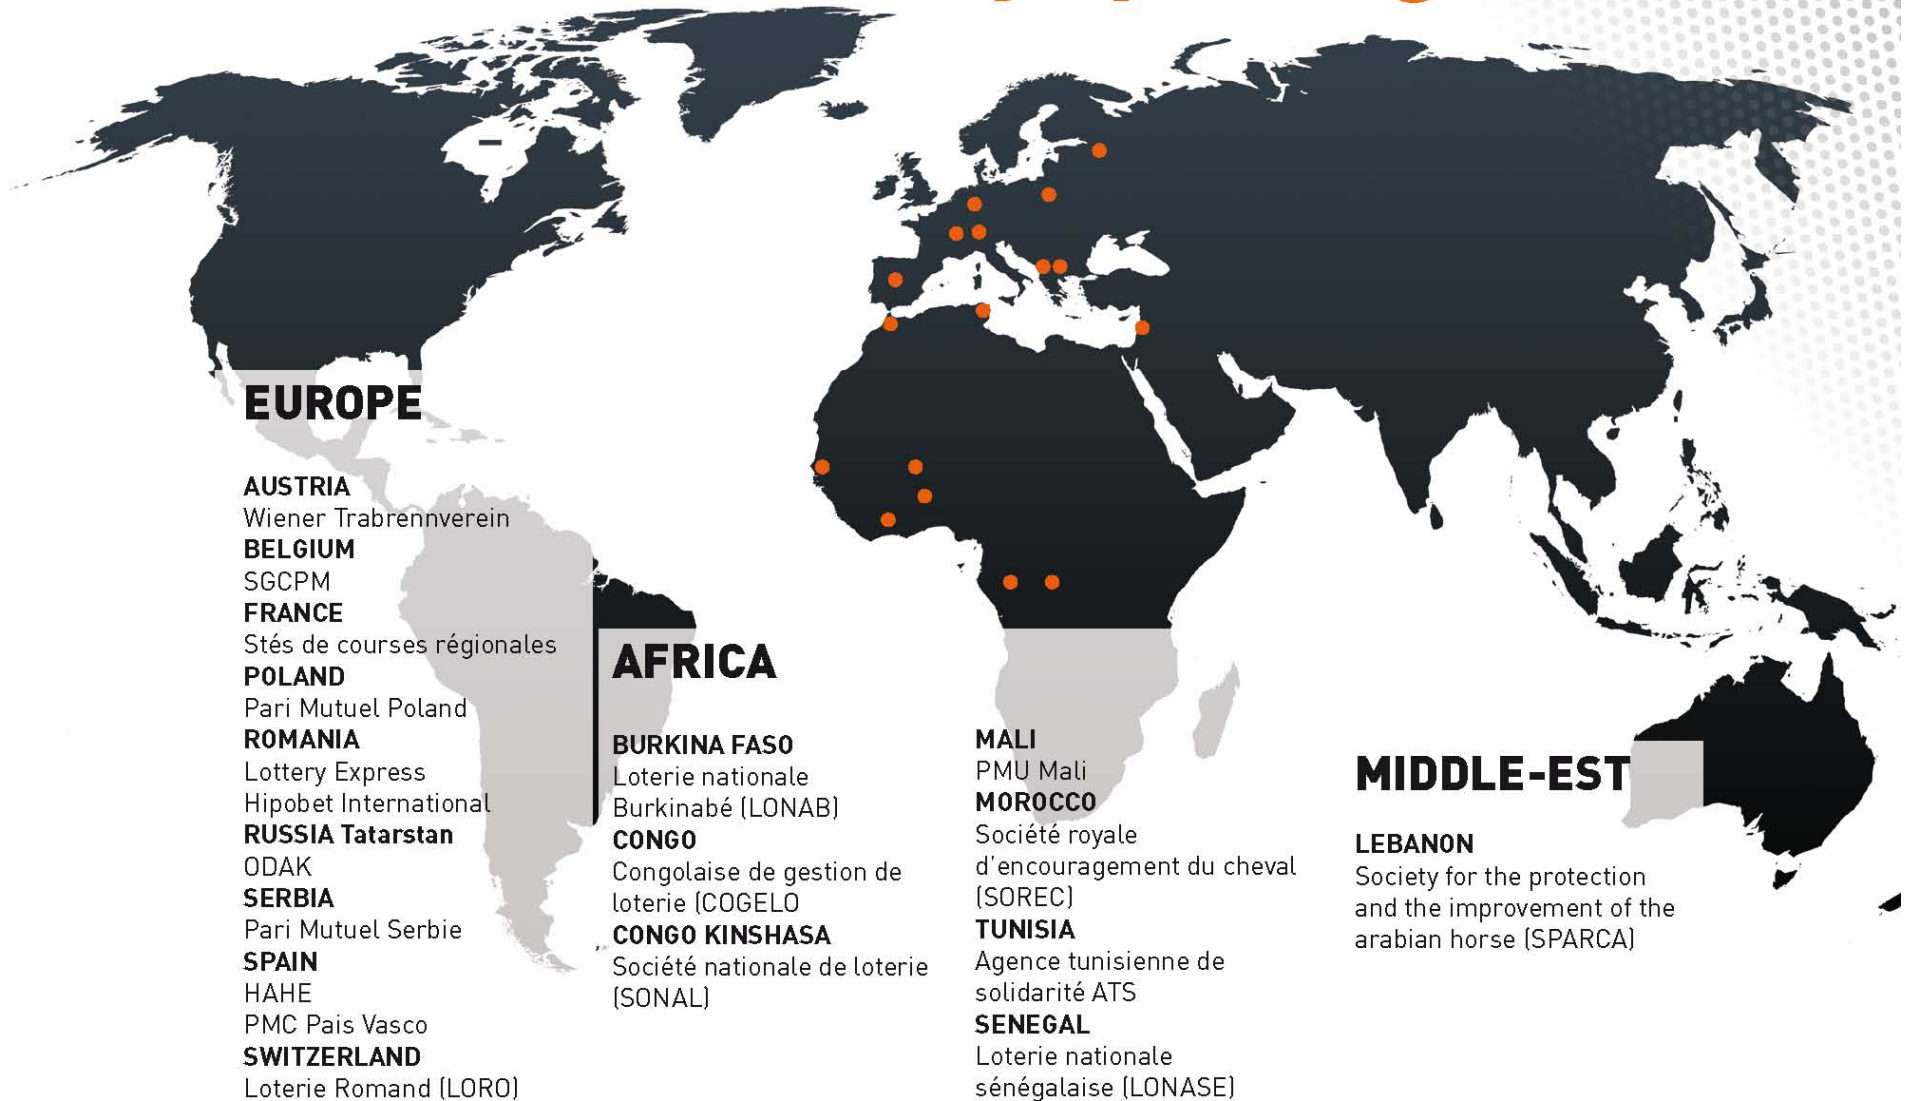 EUROPE
AUSTRIA
Wiener Trabrennverein
BELGIUM
SGCPM
FRANCE
Stés de courses régionales
POLAND
Pari Mutuel Poland
ROMANIA
Lottery Express
Hipobet International
RUSSIA Tatarstan
ODAK
SERBIA
Pari Mutuel Serbie
SPAIN
HAHE
PMC Pais Vasco
SWITZERLAND
Loterie Romand (LORO)
AFRICA
BURKINA FASO
Loterie nationale
Burkinabé (LONAB)
CONGO
Congolaise de gestion de
loterie (COGELO
CONGO KINSHASA
Société nationale de loterie
(SONAL)
MALI
PMU Mali
MOROCCO
Société royale
d'encouragement du cheval
(SOREC)
TUNISIA
Agence tunisienne de
solidarité ATS
SENEGAL
Loterie nationale
sénégalaise (LONASE)
MIDDLE-EST
LEBANON
Society for the protection
and the improvement of the
arabian horse (SPARCA)